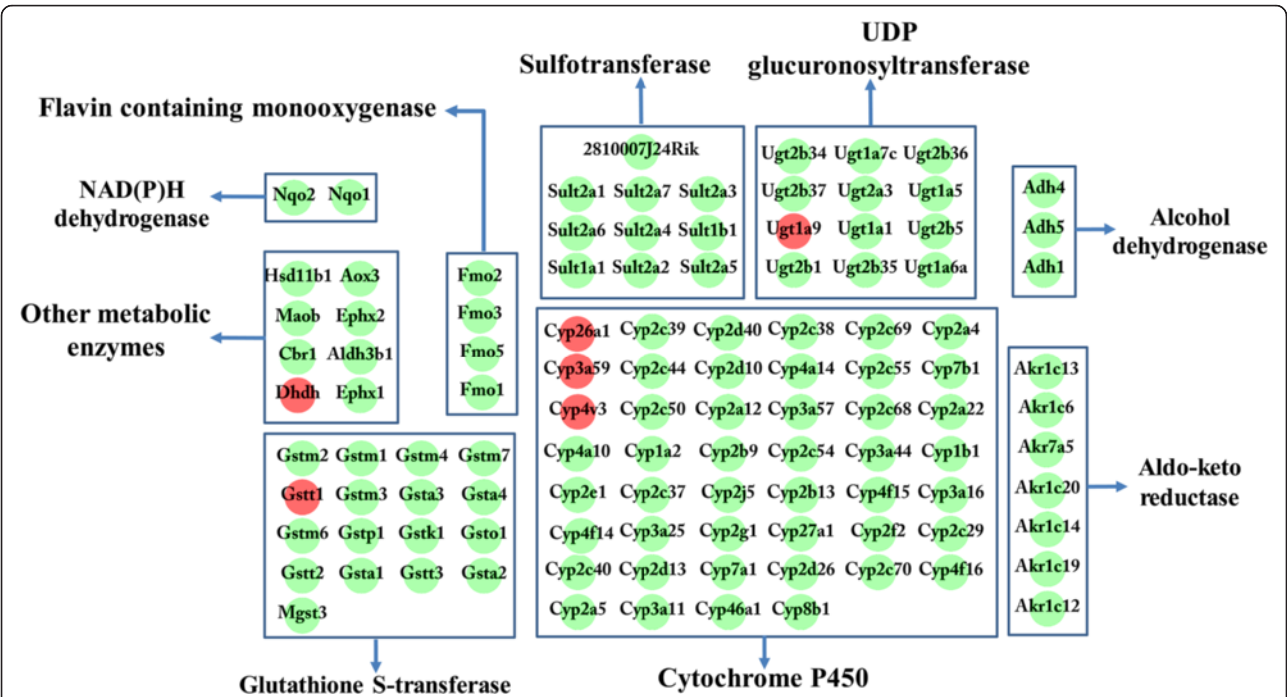 UDP
glucuronosyltransferase
Sulfotransferase
Flavin containing monooxygenase
2810007J24Rik
Sult2a1 Sult2a7 Sult2a3
Sult2a6 Sult2a4 Sult1b1
Sult1a1 Sult2a2 Sult2a5
Ugt2b34 Ugt1a7c Ugt2b36
Ugt2b37 Ugt2a3 Ugt1a5
Ugt1a9 Ugt1a1 Ugt2b5
Ugt2b1 Ugt2b35 Ugt1a6a
Adh4
Adh5
Adh1
Alcohol
dehydrogenase
NAD(P)H
dehydrogenase
Nqo2 Nqo1
Other metabolic
enzymes
Hsd11b1 Aox3
Maob Ephx2
Cbr1 Aldh3b1
Dhdh Ephx1
Fmo2
Fmo3
Fmo5
Fmo1
Cyp26a1 Cyp2c39 Cyp2d40 Cyp2c38 Cyp2c69 Cyp2a4
Cyp3a59 Cyp2c44 Cyp2d10 Cyp4a14 Cyp2c55 Cyp7b1
Cyp4v3 Cyp2c50 Cyp2a12 Cyp3a57 Cyp2c68 Cyp2a22
Cyp4a10 Cyp1a2 Cyp2b9 Cyp2c54 Cyp3a44 Cyp1b1
Cyp2e1 Cyp2c37 Cyp2j5 Cyp2b13 Cyp4f15 Cyp3a16
Cyp4f14 Cyp3a25 Cyp2g1 Cyp27a1 Cyp2f2 Cyp2c29
Cyp2c40 Cyp2d13 Cyp7a1 Cyp2d26 Cyp2c70 Cyp4f16
Cyp2a5 Cyp3a11 Cyp46a1 Cyp8b1
Akr1c13
Akr1c6
Akr7a5
Akr1c20
Akr1c14
Akr1c19
Akr1c12
Aldo-keto
reductase
Gstm2 Gstm1 Gstm4 Gstm7
Gstt1 Gstm3 Gsta3 Gsta4
Gstm6 Gstp1 Gstk1 Gsto1
Gstt2 Gsta1 Gstt3 Gsta2
Mgst3
Glutathione S-transferase
Cytochrome P450